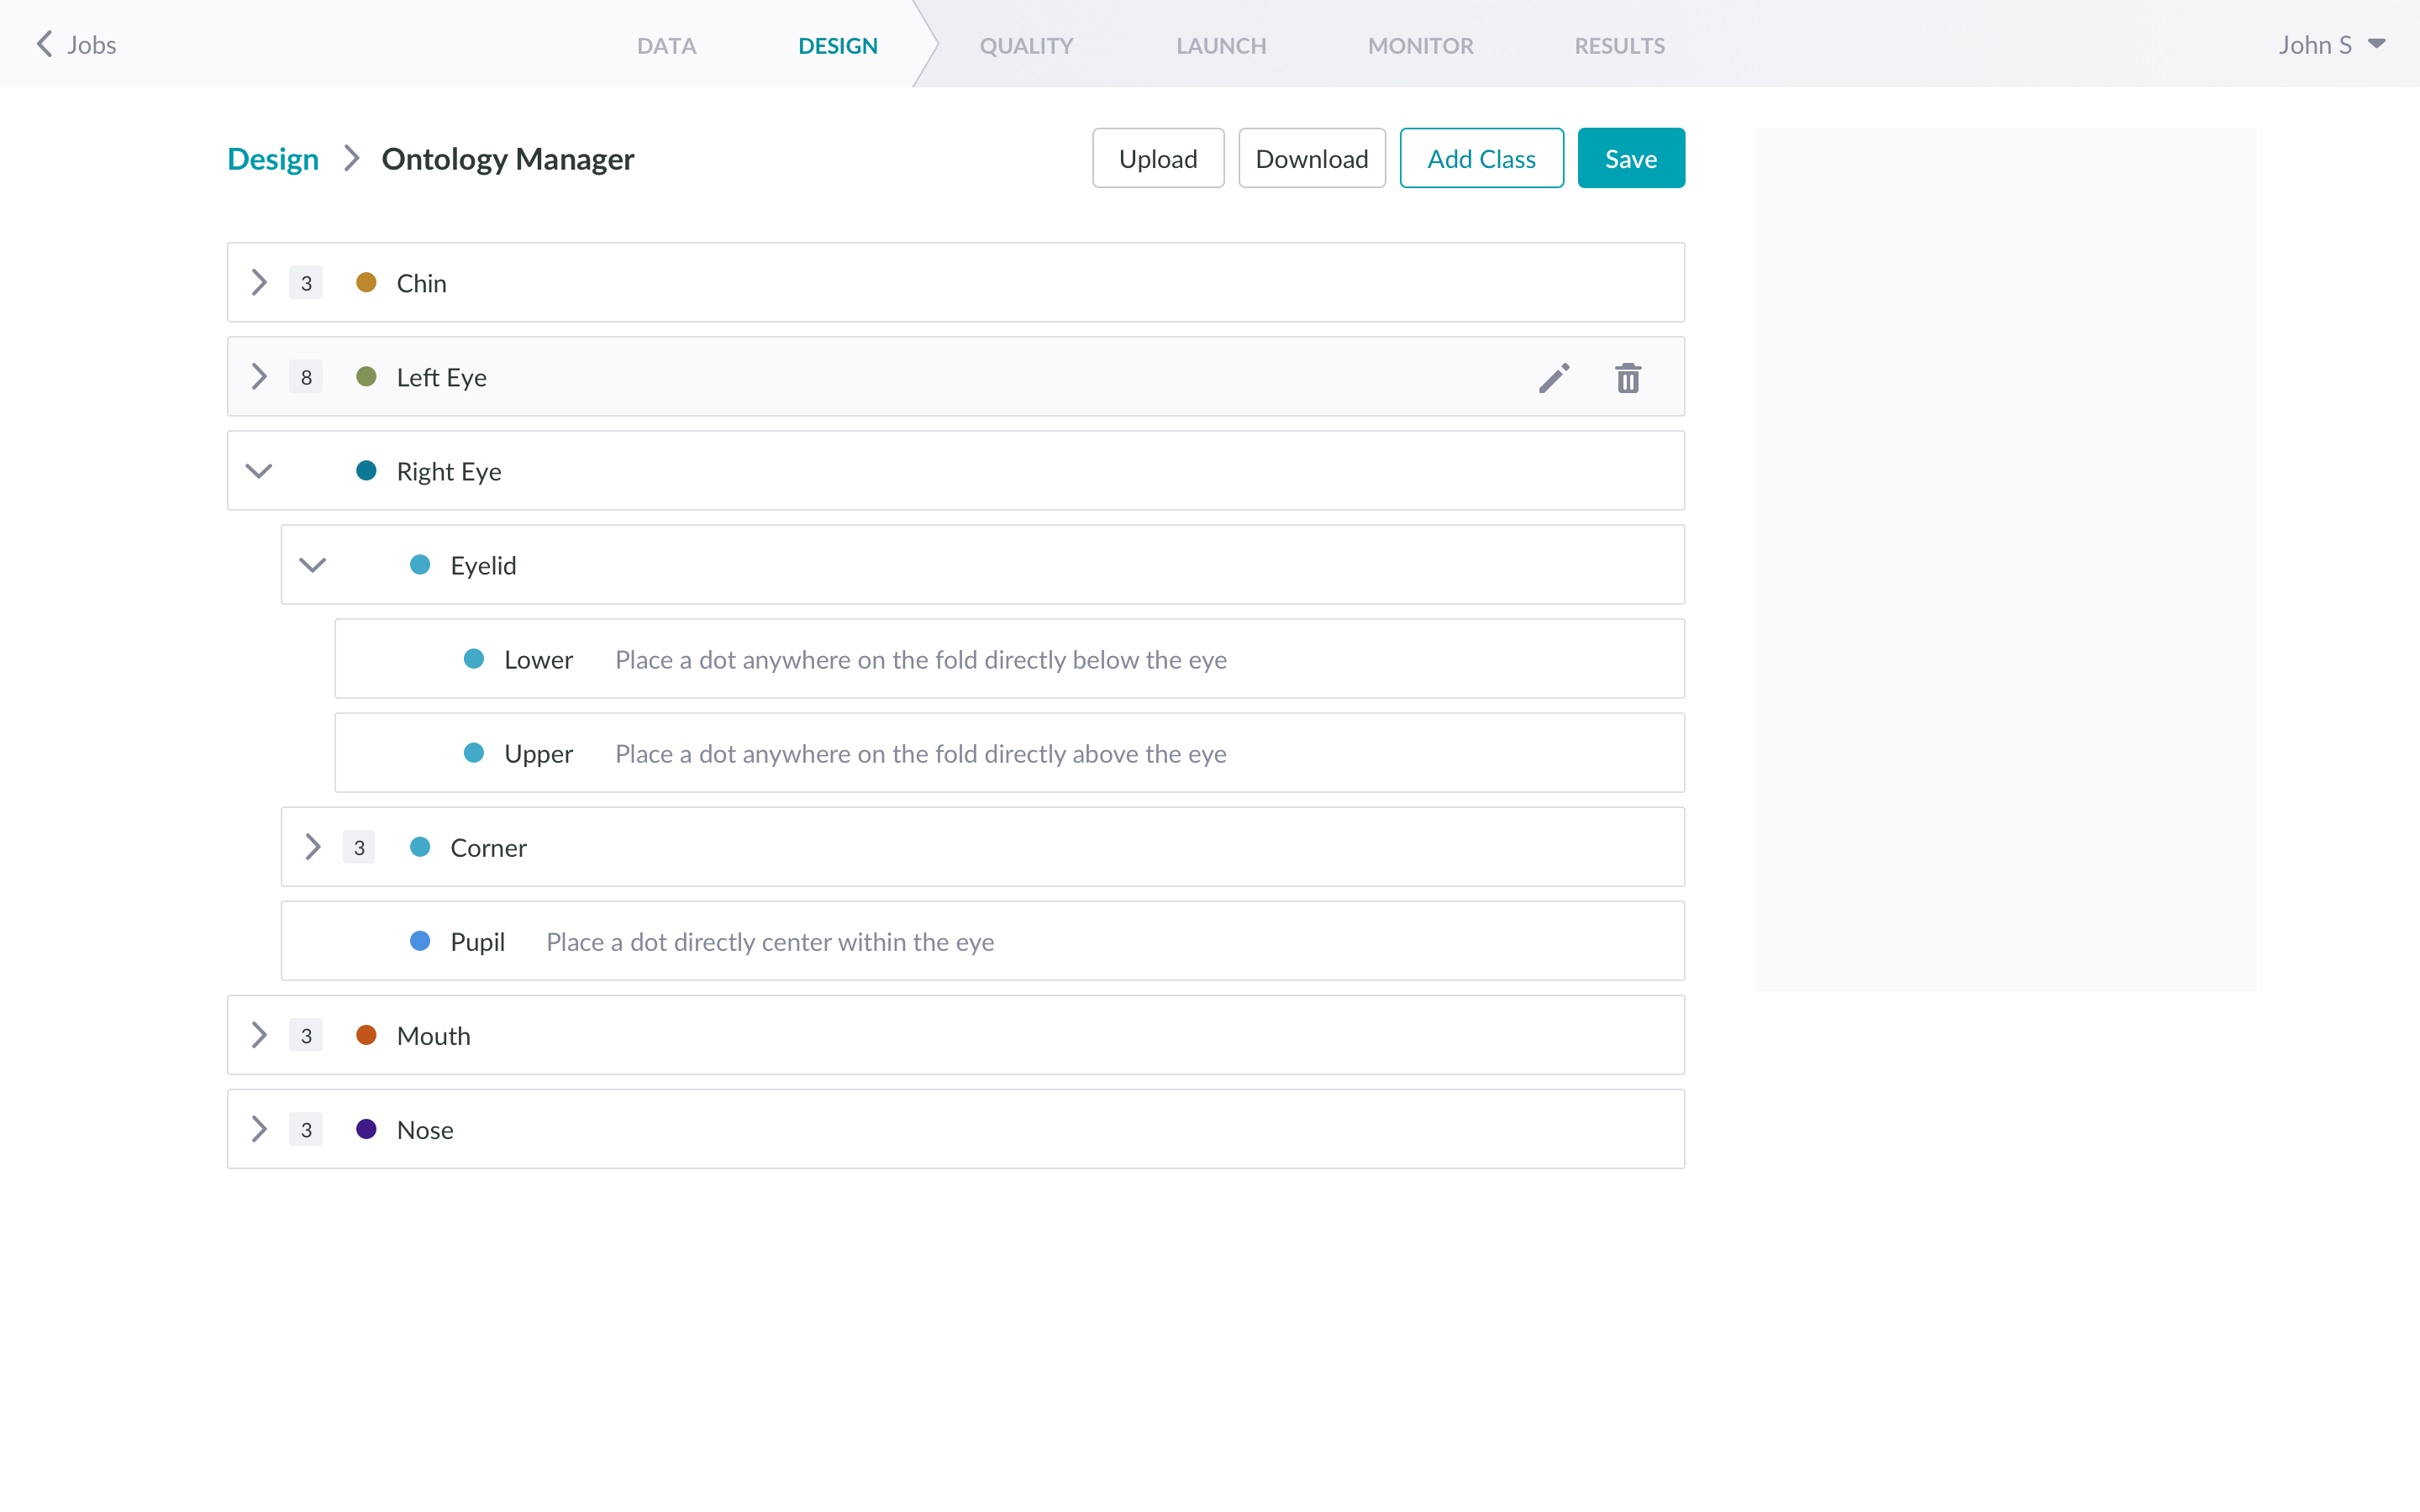 Jobs DATA DESIGN QUALITY LAUNCH MONITOR RESULTS John S
Design Ontology Manager Upload Download Add Class Save
3 Chin
8 Left Eye
Right Eye
Eyelid
Lower Place a dot anywhere on the fold directly below the eye
Upper Place a dot anywhere on the fold directly above the eye
3 Corner
Pupil Place a dot directly center within the eye
3 Mouth
3 Nose